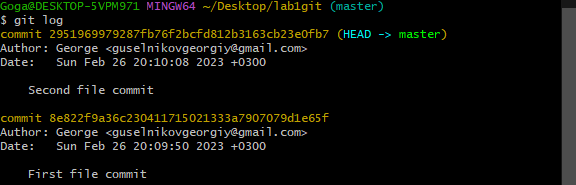 Goga@DESKTOP-5VPM971 MINGW64 ~/Desktop/lab1git (master)
$ git log
commit 2951969979287fb76f2bcfd812b3163cb23e0fb7 (HEAD -> master)
Author: George <guselnikovgeorgiy@gmail.com>
Date:   Sun Feb 26 20:10:08 2023 +0300
    Second file commit
commit 8e822f9a36c230411715021333a7907079d1e65f
Author: George <guselnikovgeorgiy@gmail.com>
Date:   Sun Feb 26 20:09:50 2023 +0300
    First file commit